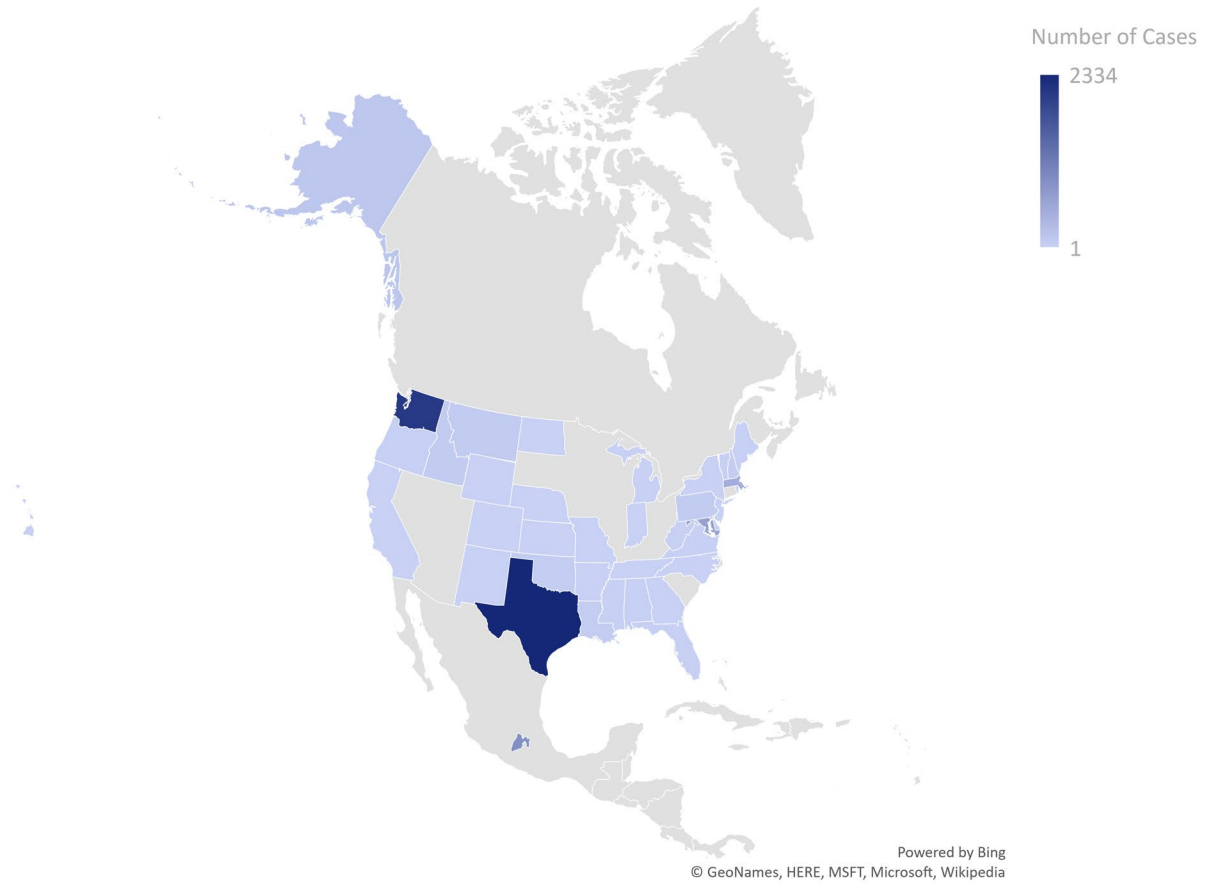 Number of Cases
2334
1
Powered by Bing
© GeoNames, HERE, MSFT, Microsoft, Wikipedia